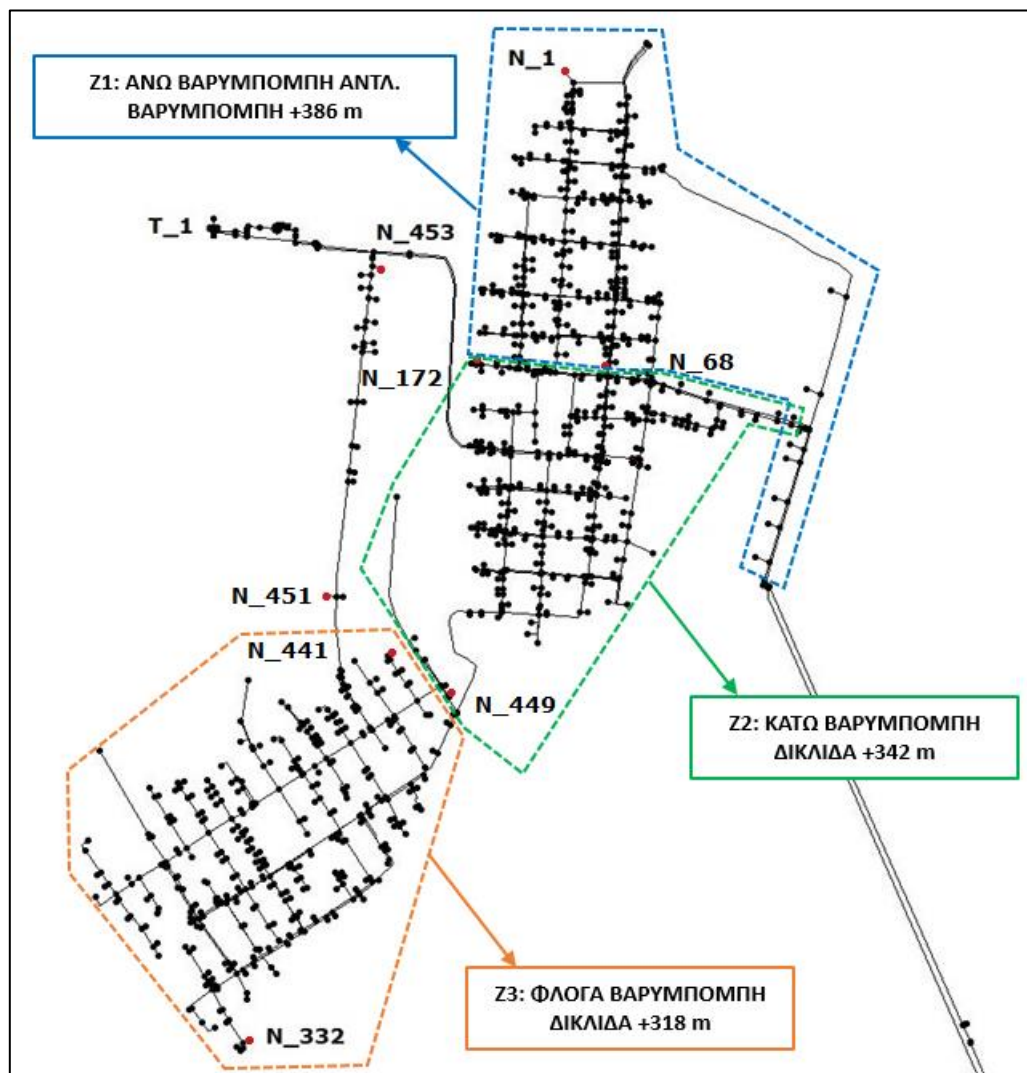 N_1
Z1: ΑΝΩ ΒΑΡΥΜΠΟΜΠΗ ΑΝΤΛ.
ΒΑΡΥΜΠΟΜΠΗ +386 m
T_1
N_453
N_172
N_68
N_451
N_441
N_449
Z2: ΚΑΤΩ ΒΑΡΥΜΠΟΜΠΗ
ΔΙΚΛΙΔΑ +342 m
Z3: ΦΛΟΓΑ ΒΑΡΥΜΠΟΜΠΗ
ΔΙΚΛΙΔΑ +318 m
N_332